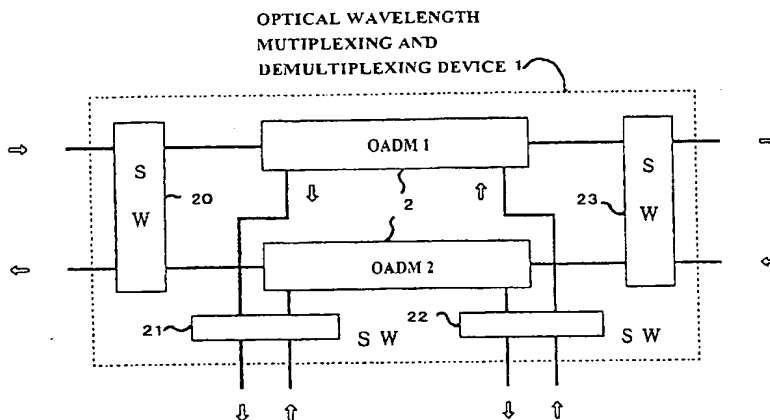 OPTICAL WAVELENGTH
MUTIPLEXING AND
DEMULTIPLEXING DEVICE 1
OADM 1
S
W
20
2
23
S
W
OADM 2
21
22
S W
S W